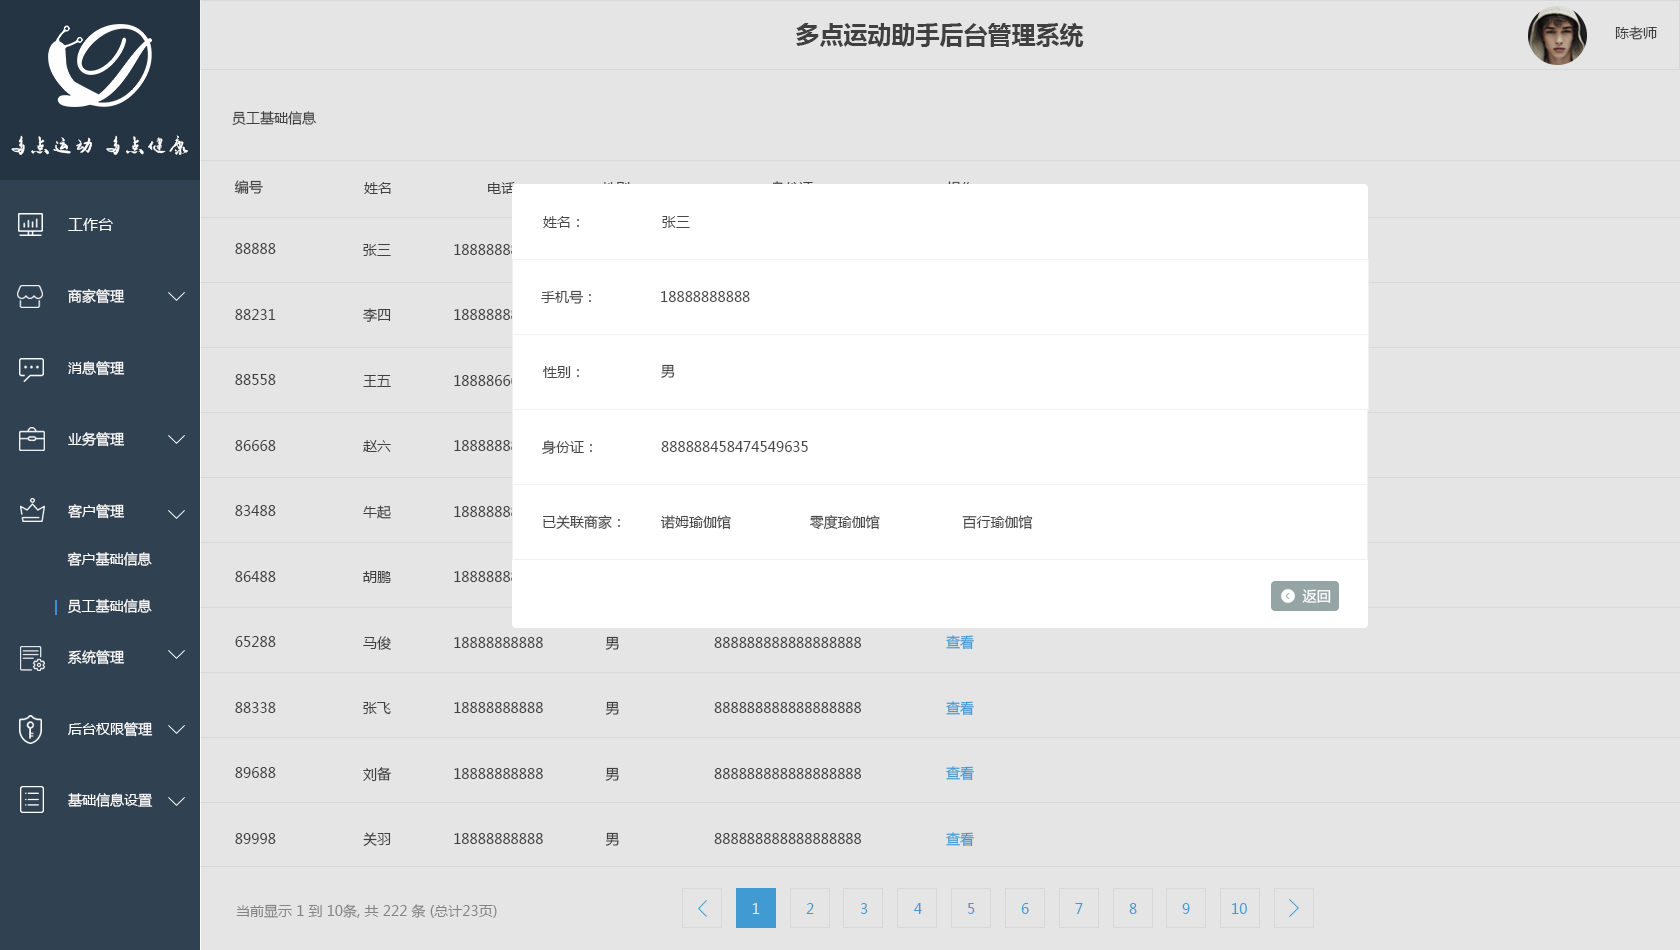 多点运动 多点健康
多点运动助手后台管理系统
陈老师
工作台
商家管理
消息管理
业务管理
客户管理
客户基础信息
员工基础信息
系统管理
后台权限管理
基础信息设置
员工基础信息
编号 姓名 电话
88888 张三 1888888
88231 李四 1888888
88558 王五 188886
86668 赵六 1888888
83488 牛起 1888888
86488 胡鹏 1888888
姓名： 张三
手机号： 18888888888
性别： 男
身份证： 888888458474549635
已关联商家： 诺姆瑜伽馆 零度瑜伽馆 百行瑜伽馆
返回
65288 马俊 18888888888 男 888888888888888888 查看
88338 张飞 18888888888 男 888888888888888888 查看
89688 刘备 18888888888 男 888888888888888888 查看
89998 关羽 18888888888 男 888888888888888888 查看
当前显示 1 到 10条, 共 222 条 (总计23页)
1 2 3 4 5 6 7 8 9 10